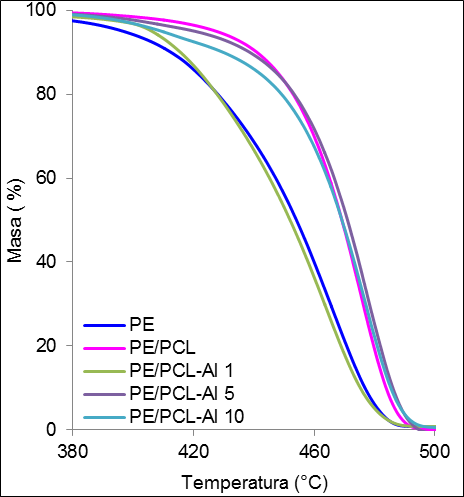 100
80
60
40
20
0
Masa ( %)
PE
PE/PCL
PE/PCL-Al 1
PE/PCL-Al 5
PE/PCL-Al 10
380
420
460
500
Temperatura (°C)